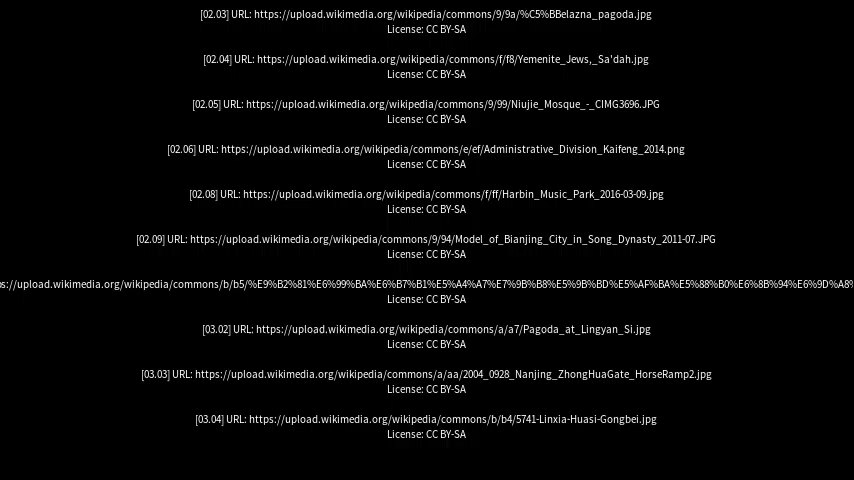 [02.03] URL: https://upload.wikimedia.org/wikipedia/commons/9/9a/%C5%BBelazna_pagoda.jpg
License: CC BY-SA
[02.04] URL: https://upload.wikimedia.org/wikipedia/commons/f/f8/Yemenite_Jews,_Sa'dah.jpg
License: CC BY-SA
[02.05] URL: https://upload.wikimedia.org/wikipedia/commons/9/99/Niujie_Mosque_-_CIMG3696.JPG
License: CC BY-SA
[02.06] URL: https://upload.wikimedia.org/wikipedia/commons/e/ef/Administrative_Division_Kaifeng_2014.png
License: CC BY-SA
[02.08] URL: https://upload.wikimedia.org/wikipedia/commons/f/ff/Harbin_Music_Park_2016-03-09.jpg
License: CC BY-SA
[02.09] URL: https://upload.wikimedia.org/wikipedia/commons/9/94/Model_of_Bianjing_City_in_Song_Dynasty_2011-07.JPG
License: CC BY-SA
s://upload.wikimedia.org/wikipedia/commons/b/b5/%E9%B2%81%E6%99%BA%E6%B7%B1%E5%A4%A7%E7%9B%B8%E5%9B%BD%E5%AF%BA%E5%88%B0%E6%8B%94%E6%9D%A8%
License: CC BY-SA
[03.02] URL: https://upload.wikimedia.org/wikipedia/commons/a/a7/Pagoda_at_Lingyan_Si.jpg
License: CC BY-SA
[03.03] URL: https://upload.wikimedia.org/wikipedia/commons/a/aa/2004_0928_Nanjing_ZhongHuaGate_HorseRamp2.jpg
License: CC BY-SA
[03.04] URL: https://upload.wikimedia.org/wikipedia/commons/b/b4/5741-Linxia-Huasi-Gongbei.jpg
License: CC BY-SA